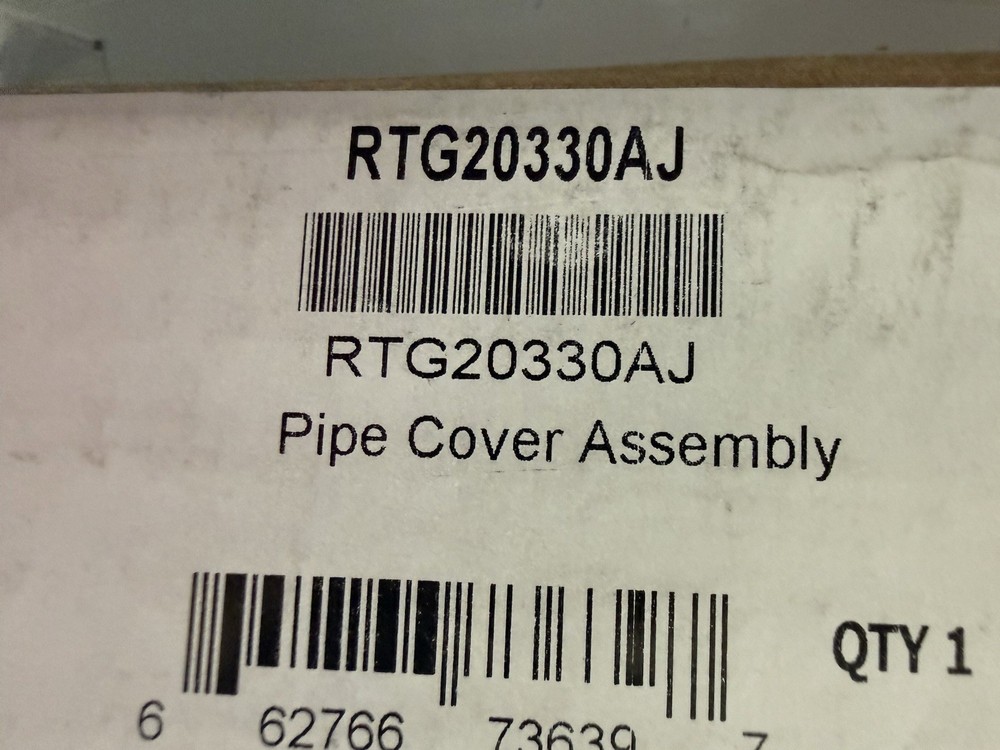 RTG20330AJ
RTG20330AJ
Pipe Cover Assembly
QTY 1
6 62766 73639 7